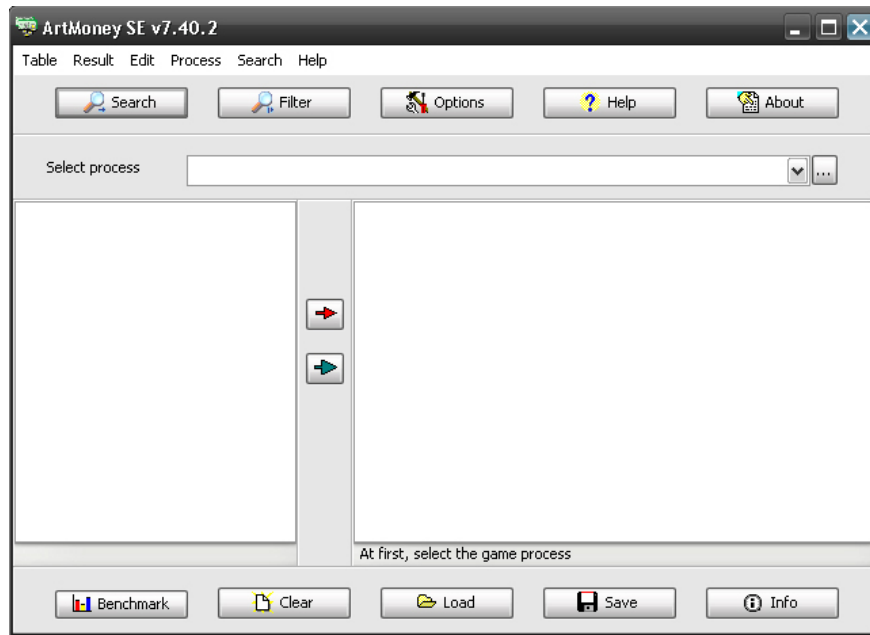 ArtMoney SE v7.40.2
Table Result Edit Process Search Help
Search Filter Options Help About
Select process
...
At first, select the game process
Benchmark Clear Load Save Info